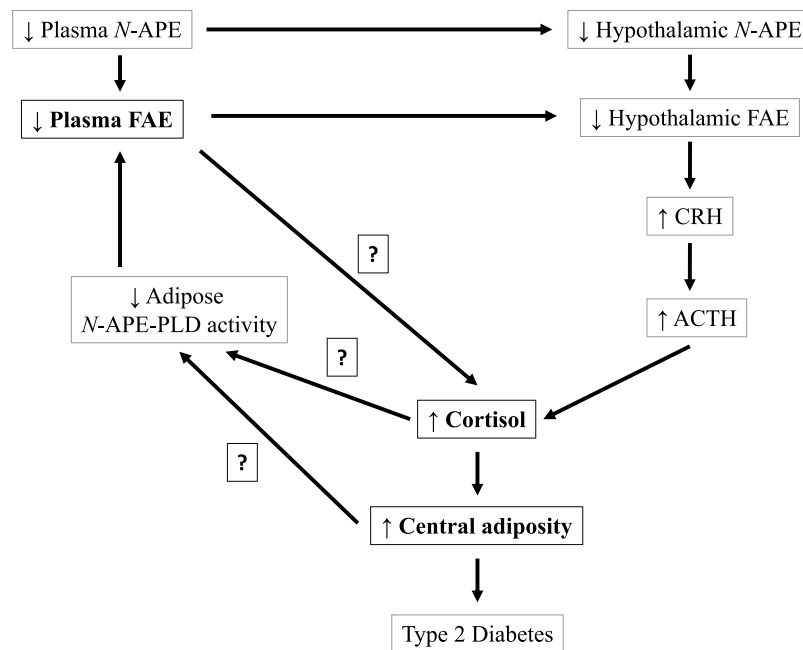 ↓ Plasma N-APE
↓ Hypothalamic N-APE
↓ Plasma FAE
↓ Hypothalamic FAE
↑ CRH
?
↓ Adipose
N-APE-PLD activity
↑ ACTH
?
↑ Cortisol
?
↑ Central adiposity
Type 2 Diabetes